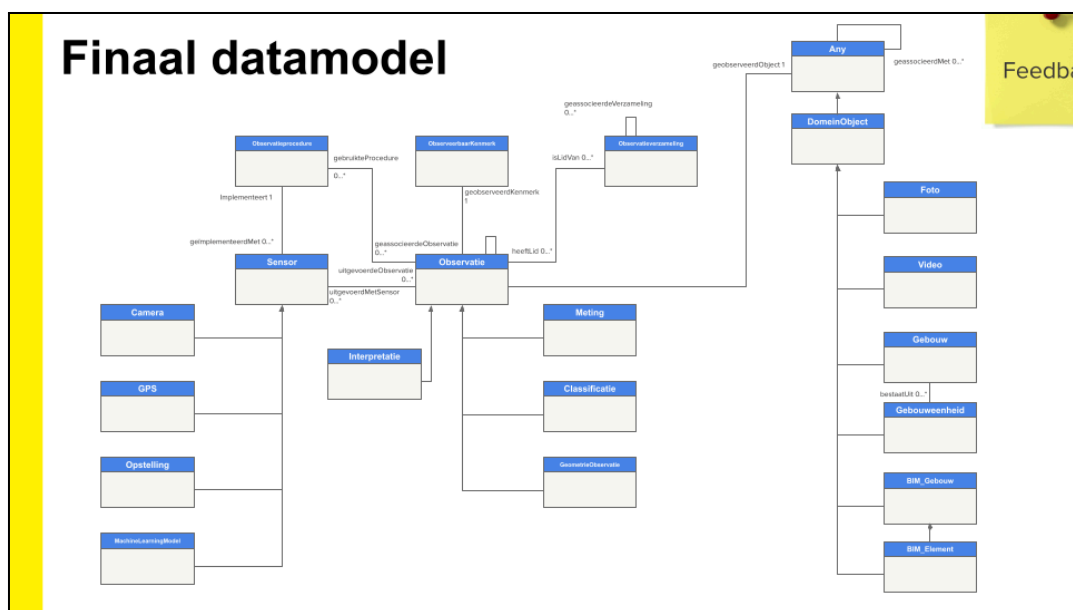 Finaal datamodel
Feedba
Any
geobserveerdObject 1
geassocieerdMet 0...*
DomeinObject
geassocieerdeVerzameling
0...*
Observatieprocedure
ObserveerbaarKenmerk
Observatieverzameling
gebruikteProcedure
0...*
isLidVan 0...*
Implementeert 1
geobserveerdKenmerk
1
Foto
geïmplementeerdMet 0...*
geassocieerdeObservatie
0...*
heeftLid 0...*
Sensor
Observatie
uitgevoerdeObservatie
0...*
uitgevoerdMetSensor
0...*
Video
Camera
Meting
Interpretatie
Gebouw
GPS
Classificatie
bestaatUit 0...*
Gebouweenheid
Opstelling
GeometrieObservatie
BIM_Gebouw
MachineLearningModel
BIM_Element